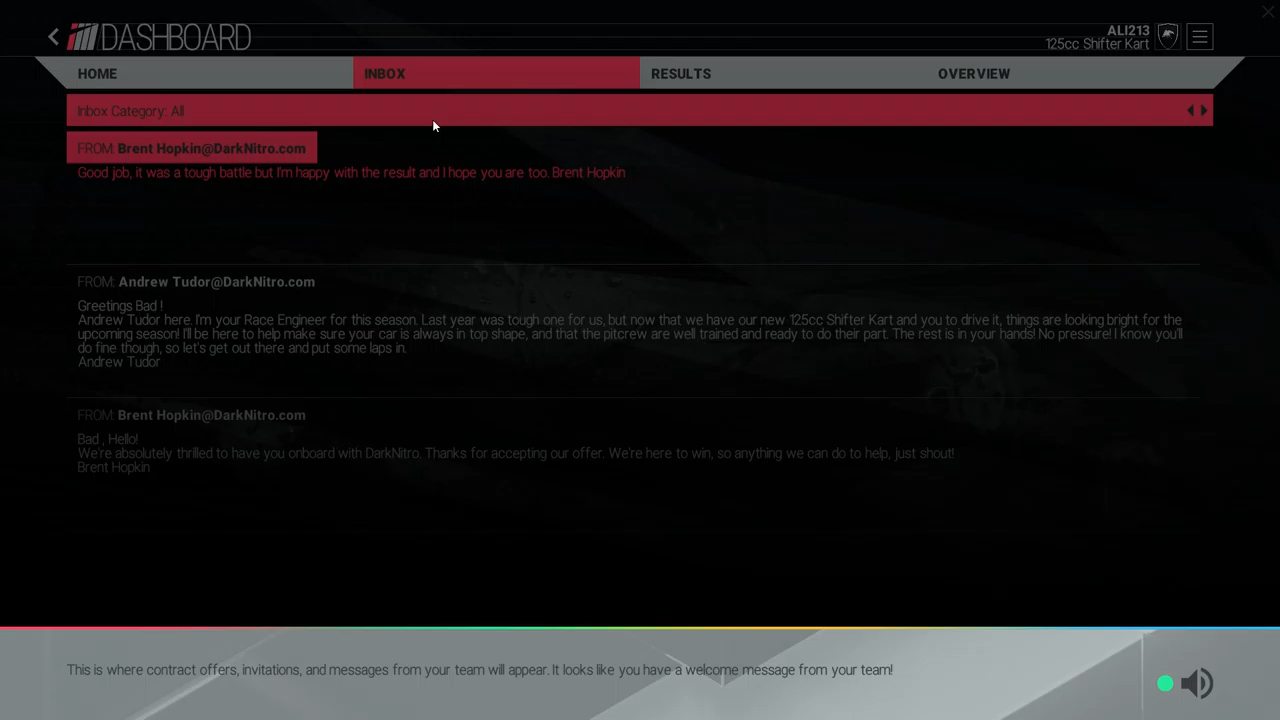 DASHBOARD
ALI213
125cc Shifter Kart
HOME
INBOX
RESULTS
OVERVIEW
Inbox Category: All
FROM: Brent Hopkin@DarkNitro.com
Good job, it was a tough battle but I'm happy with the result and I hope you are too. Brent Hopkin
FROM: Andrew Tudor@DarkNitro.com
Greetings Bad !
Andrew Tudor here. I'm your Race Engineer for this season. Last year was tough one for us, but now that we have our new 125cc Shifter Kart and you to drive it, things are looking bright for the
upcoming season! I'll be here to help make sure your car is always in top shape, and that the pitcrew are well trained and ready to do their part. The rest is in your hands! No pressure! I know you'll
do fine though, so let's get out there and put some laps in.
Andrew Tudor
FROM: Brent Hopkin@DarkNitro.com
Bad , Hello!
We're absolutely thrilled to have you onboard with DarkNitro. Thanks for accepting our offer. We're here to win, so anything we can do to help, just shout!
Brent Hopkin
This is where contract offers, invitations, and messages from your team will appear. It looks like you have a welcome message from your team!